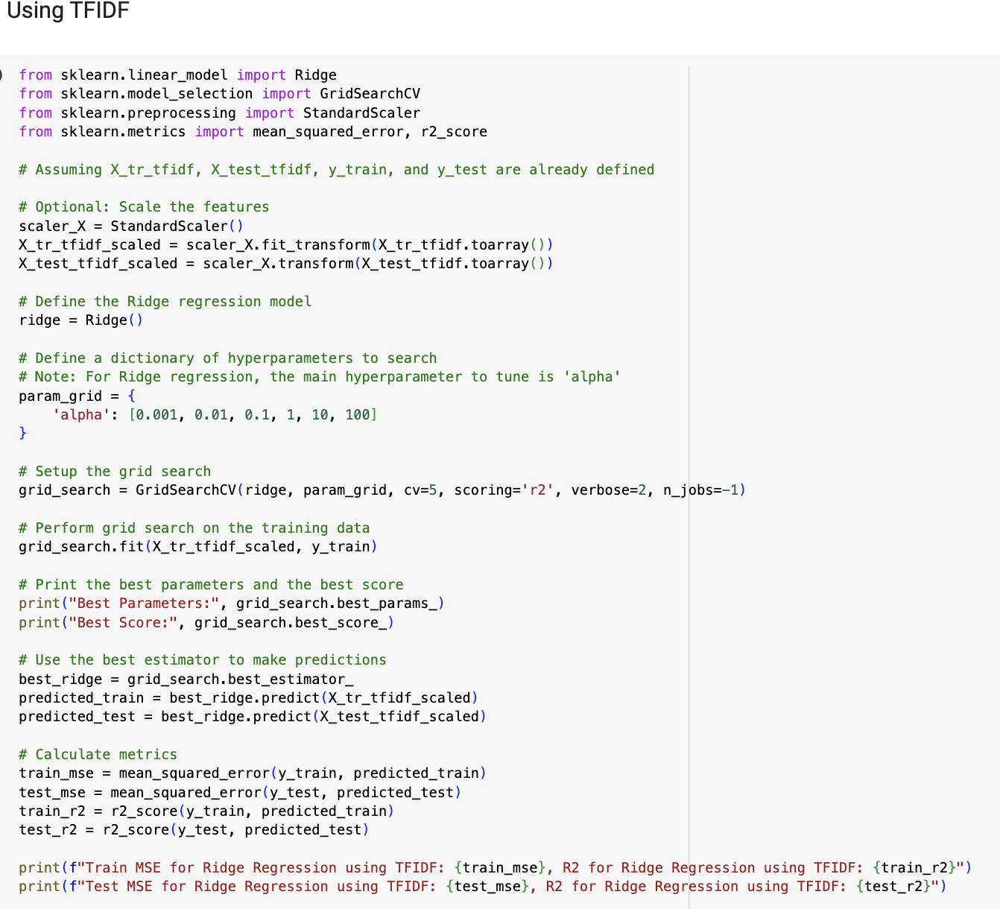 Using TFIDF
from sklearn.linear_model import Ridge
from sklearn.model_selection import GridSearchCV
from sklearn.preprocessing import StandardScaler
from sklearn.metrics import mean_squared_error, r2_score
# Assuming X_tr_tfidf, X_test_tfidf, y_train, and y_test are already defined
# Optional: Scale the features
scaler_X = StandardScaler()
X_tr_tfidf_scaled = scaler_X.fit_transform(X_tr_tfidf.toarray())
X_test_tfidf_scaled = scaler_X.transform(X_test_tfidf.toarray())
# Define the Ridge regression model
ridge = Ridge()
# Define a dictionary of hyperparameters to search
# Note: For Ridge regression, the main hyperparameter to tune is 'alpha'
param_grid = {
    'alpha': [0.001, 0.01, 0.1, 1, 10, 100]
}
# Setup the grid search
grid_search = GridSearchCV(ridge, param_grid, cv=5, scoring='r2', verbose=2, n_jobs=-1)
# Perform grid search on the training data
grid_search.fit(X_tr_tfidf_scaled, y_train)
# Print the best parameters and the best score
print("Best Parameters:", grid_search.best_params_)
print("Best Score:", grid_search.best_score_)
# Use the best estimator to make predictions
best_ridge = grid_search.best_estimator_
predicted_train = best_ridge.predict(X_tr_tfidf_scaled)
predicted_test = best_ridge.predict(X_test_tfidf_scaled)
# Calculate metrics
train_mse = mean_squared_error(y_train, predicted_train)
test_mse = mean_squared_error(y_test, predicted_test)
train_r2 = r2_score(y_train, predicted_train)
test_r2 = r2_score(y_test, predicted_test)
print(f"Train MSE for Ridge Regression using TFIDF: {train_mse}, R2 for Ridge Regression using TFIDF: {train_r2}")
print(f"Test MSE for Ridge Regression using TFIDF: {test_mse}, R2 for Ridge Regression using TFIDF: {test_r2}")